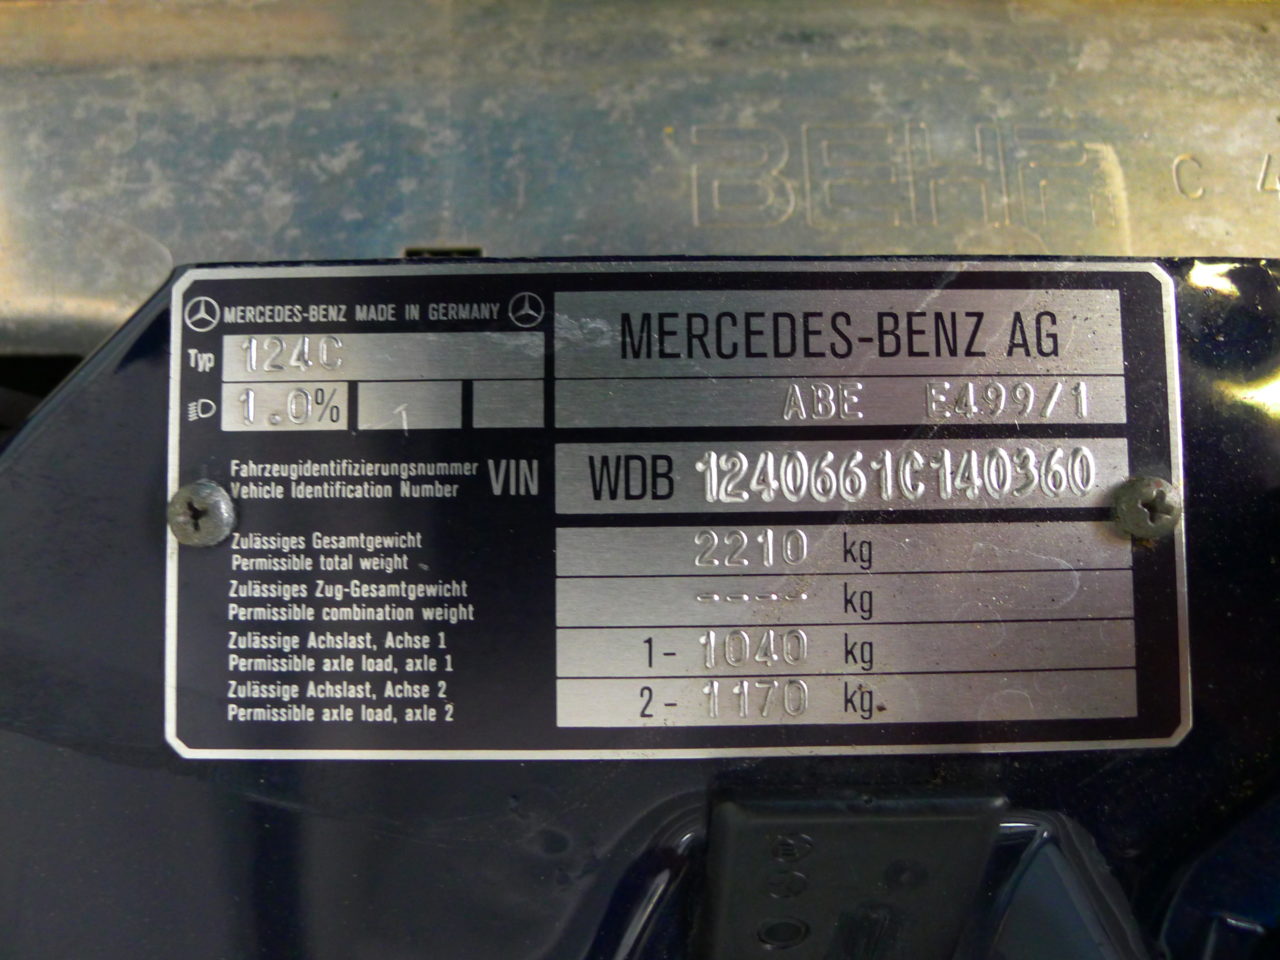 BEHR C 4
MERCEDES-BENZ MADE IN GERMANY
MERCEDES-BENZ AG
Typ 124C
1.0%
ABE E499/1
Fahrzeugidentifizierungsnummer
Vehicle Identification Number
VIN
WDB 1240661C140360
Zulässiges Gesamtgewicht
Permissible total weight
2210 kg
Zulässiges Zug-Gesamtgewicht
Permissible combination weight
---- kg
Zulässige Achslast, Achse 1
Permissible axle load, axle 1
1- 1040 kg
Zulässige Achslast, Achse 2
Permissible axle load, axle 2
2- 1170 kg